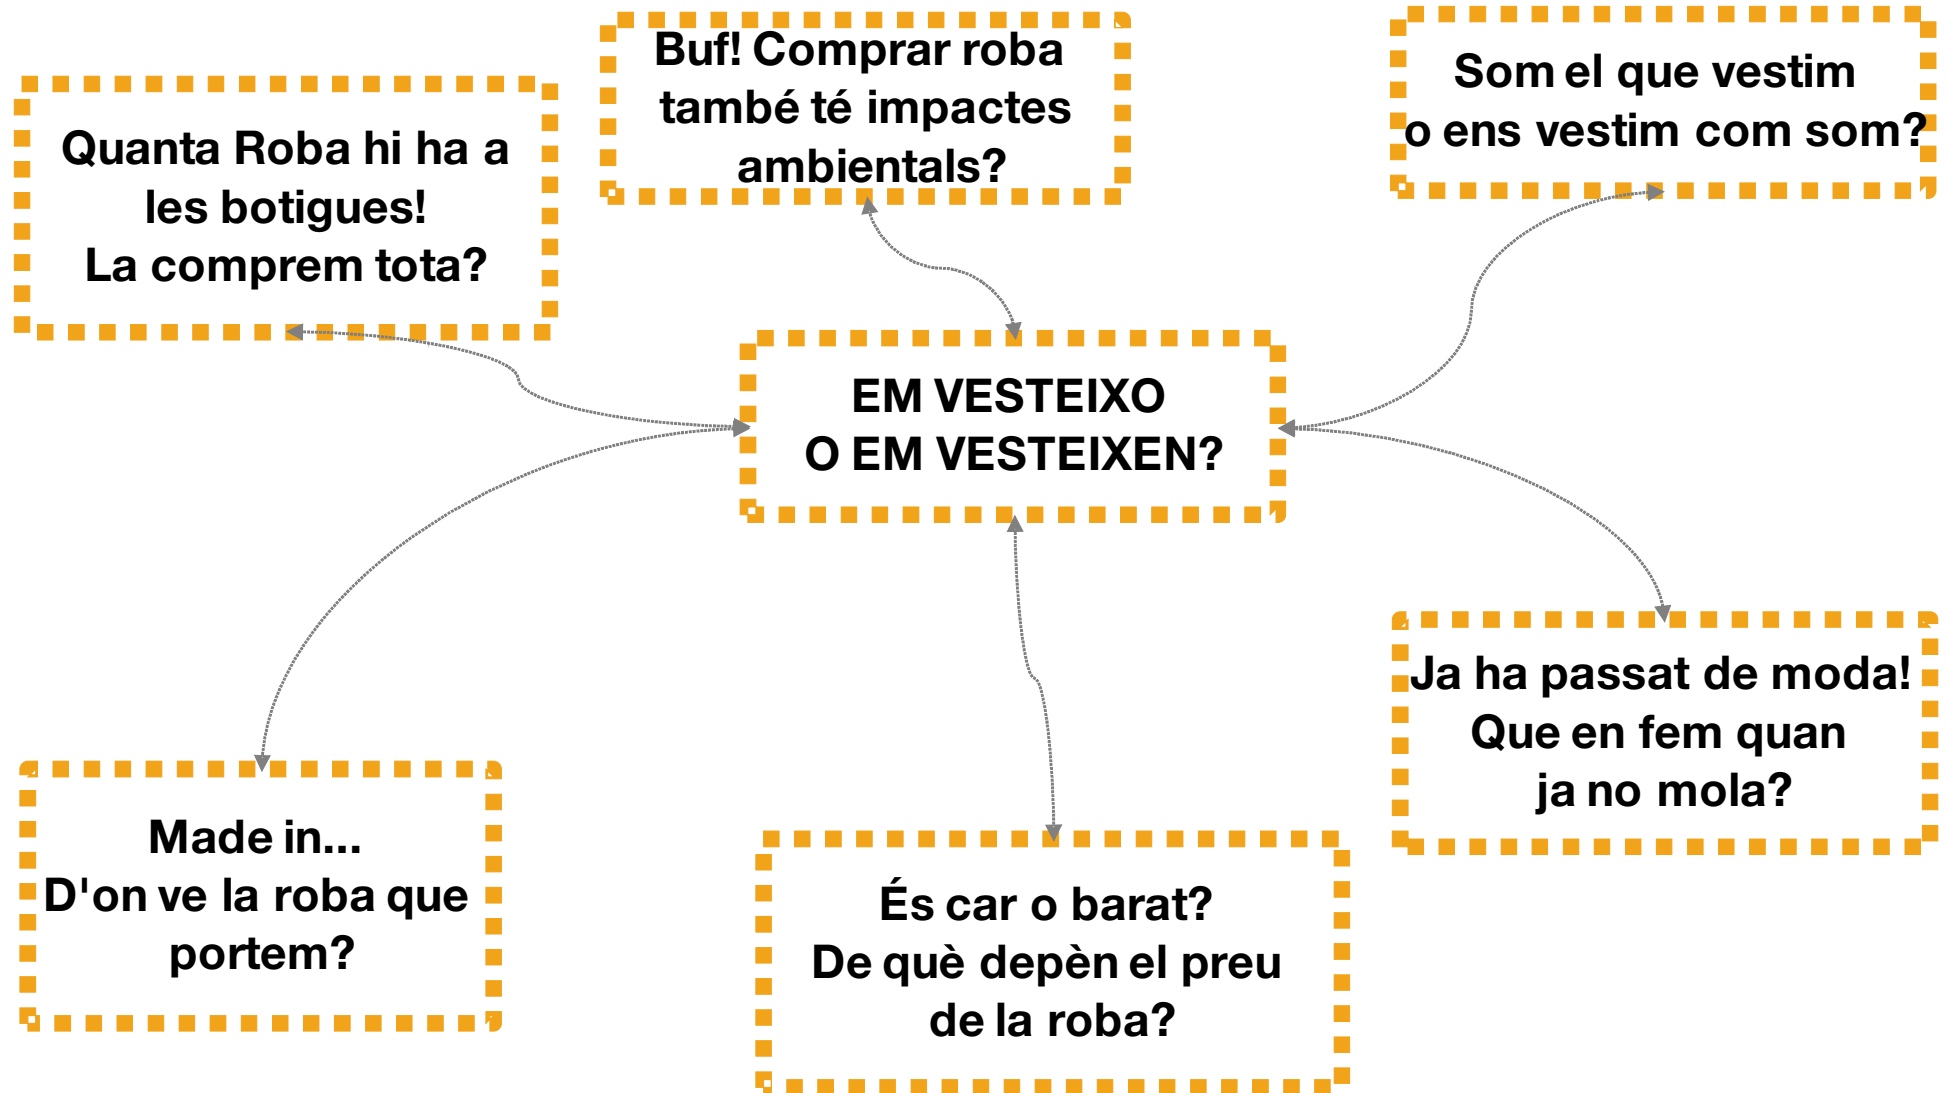 Buf! Comprar roba
també té impactes
ambientals?
Som el que vestim
o ens vestim com som?
Quanta Roba hi ha a
les botigues!
La comprem tota?
EM VESTEIXO
O EM VESTEIXEN?
Ja ha passat de moda!
Que en fem quan
ja no mola?
Made in...
D'on ve la roba que
portem?
És car o barat?
De què depèn el preu
de la roba?